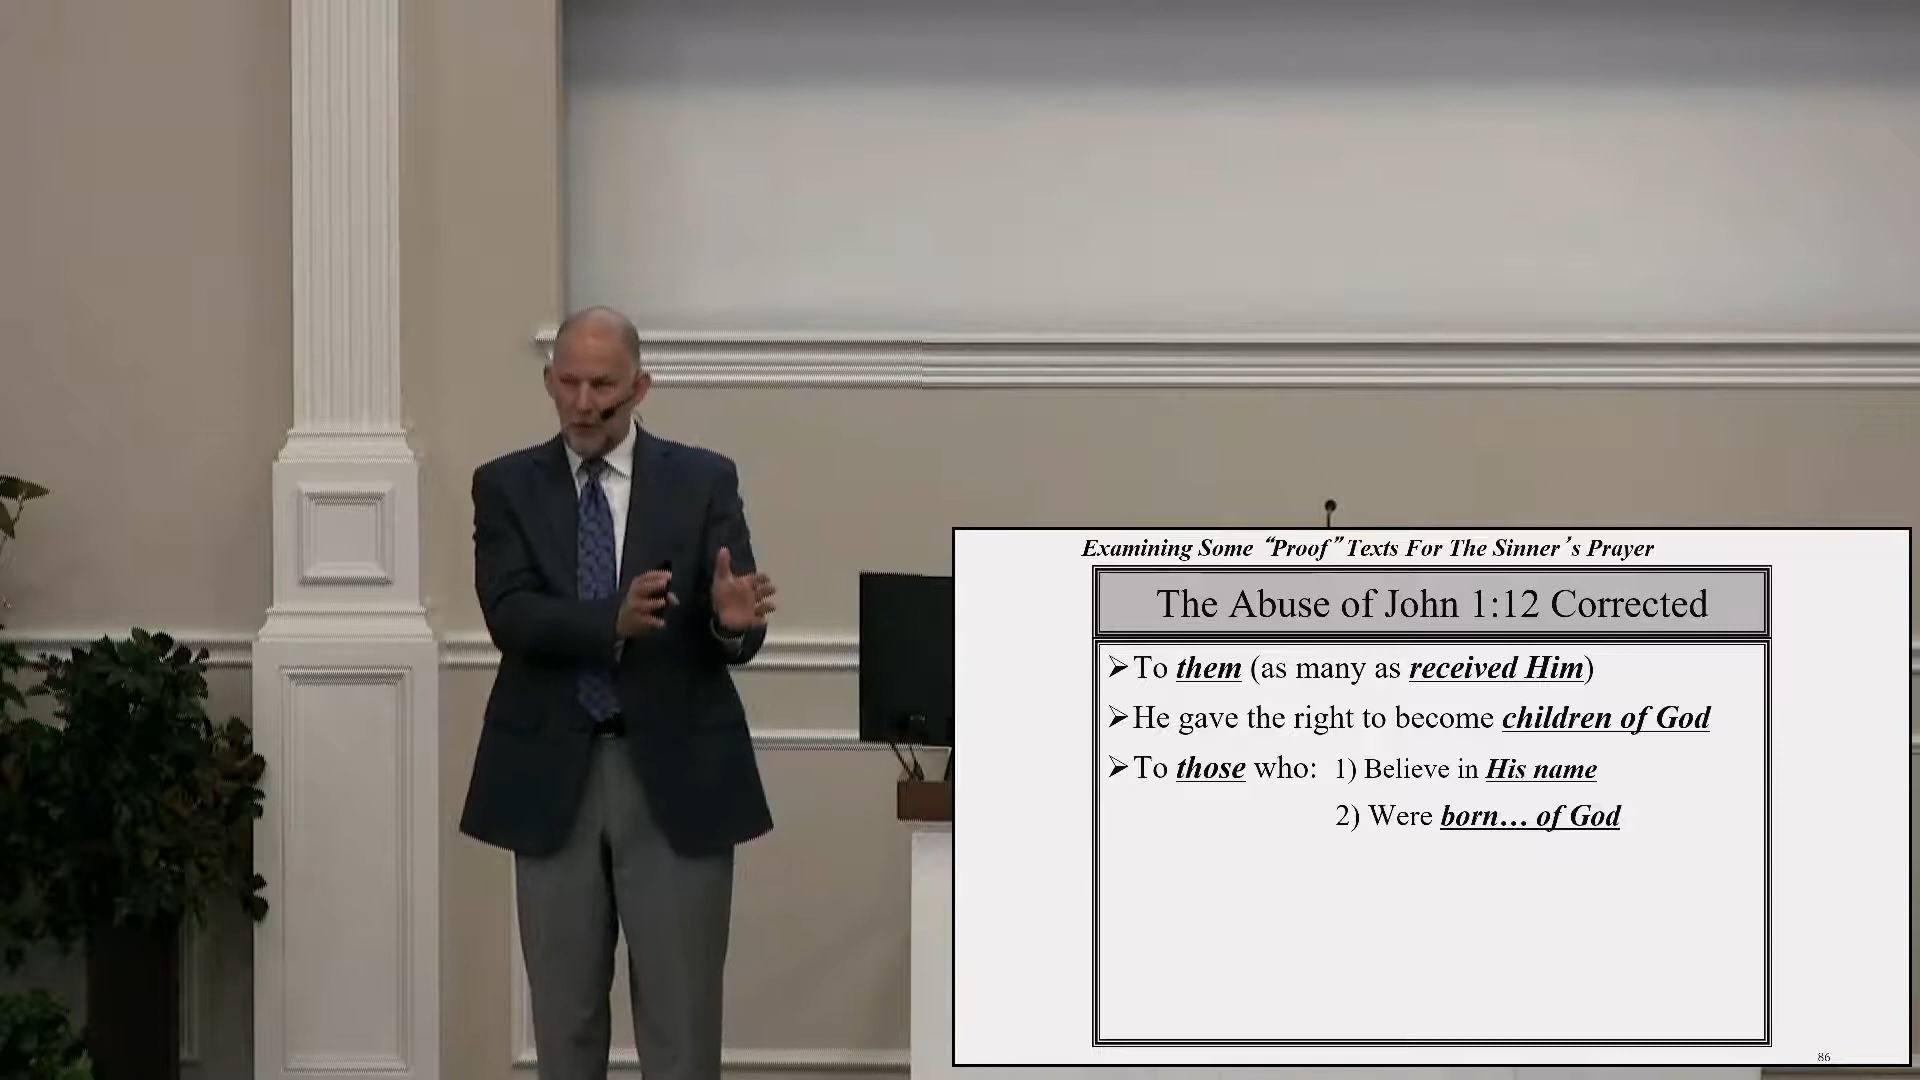 Examining Some “Proof” Texts For The Sinner’s Prayer
The Abuse of John 1:12 Corrected
➢To them (as many as received Him)
➢He gave the right to become children of God
➢To those who: 1) Believe in His name
2) Were born… of God
86